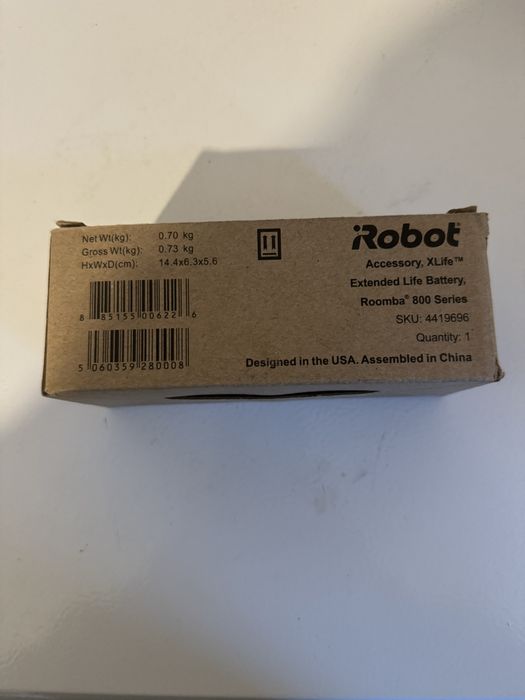 Net Wt(kg): 0.70 kg
Gross Wt(kg): 0.73 kg
HxWxD(cm): 14.4x6.3x5.6
8 85155 00622 6
5 060359 280008
iRobot
Accessory, XLife™
Extended Life Battery,
Roomba® 800 Series
SKU: 4419696
Quantity: 1
Designed in the USA. Assembled in China